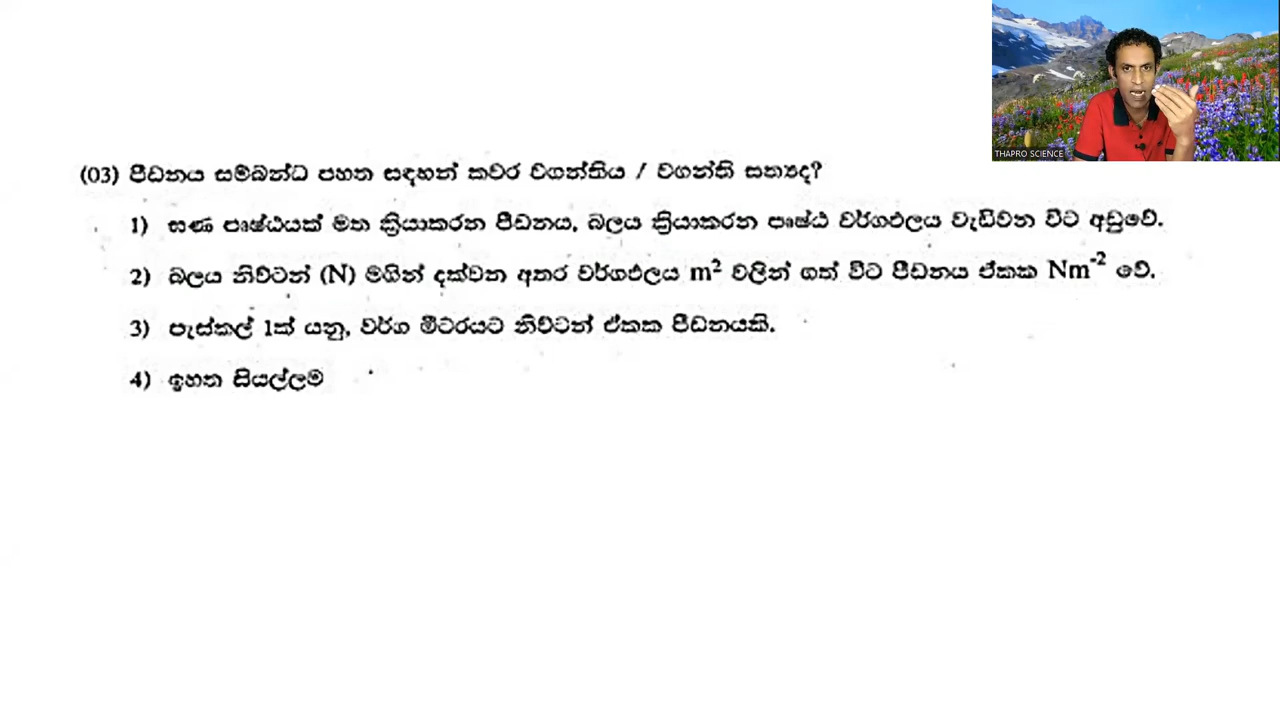 THAPRO SCIENCE
(03) පීඩනය සම්බන්ධ පහත සඳහන් කවර වගන්තිය / වගන්ති සත්‍යද?
1) ඝණ පෘෂ්ඨයක් මත ක්‍රියාකරන පීඩනය, බලය ක්‍රියාකරන පෘෂ්ඨ වර්ගඵලය වැඩිවන විට අඩුවේ.
2) බලය නිව්ටන් (N) මගින් දක්වන අතර වර්ගඵලය m² වලින් ගත් විට පීඩනය ඒකක Nm⁻² වේ.
3) පැස්කල් 1ක් යනු, වර්ග මීටරයට නිව්ටන් ඒකක පීඩනයකි.
4) ඉහත සියල්ලම